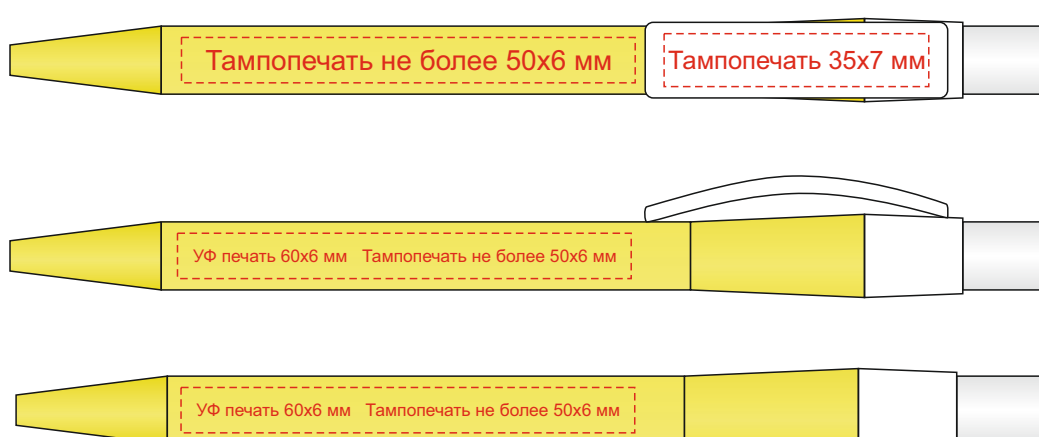 Тампопечать не более 50х6 мм
Тампопечать 35х7 мм
УФ печать 60х6 мм Тампопечать не более 50х6 мм
УФ печать 60х6 мм Тампопечать не более 50х6 мм